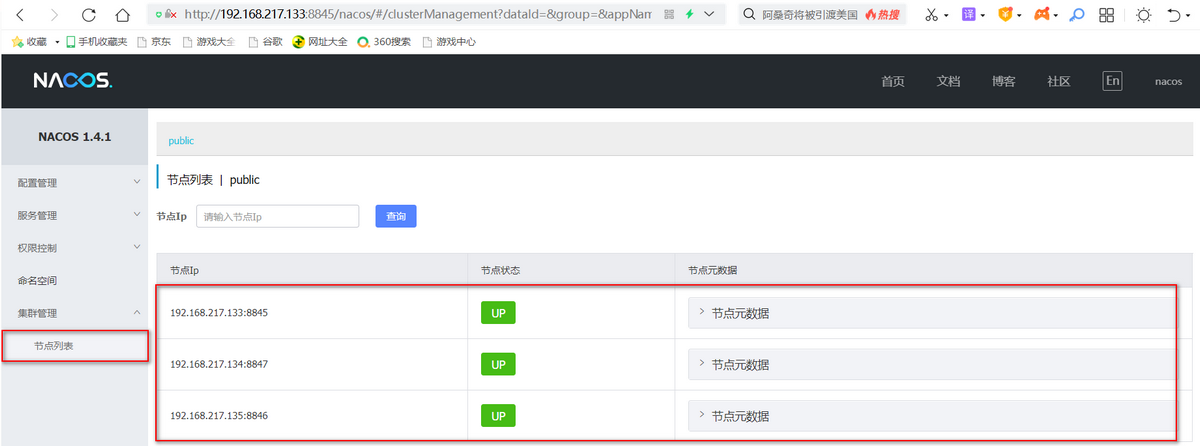 http://192.168.217.133:8845/nacos/#/clusterManagement?dataId=&group=&appNam
阿桑奇将被引渡美国 热搜
译
收藏 手机收藏夹 京东 游戏大全 谷歌 网址大全 360搜索 游戏中心
NACOS. 首页 文档 博客 社区 En nacos
NACOS 1.4.1
public
节点列表 | public
配置管理
服务管理
节点Ip 请输入节点Ip 查询
权限控制
命名空间
集群管理
节点列表
节点Ip 节点状态 节点元数据
192.168.217.133:8845 UP 节点元数据
192.168.217.134:8847 UP 节点元数据
192.168.217.135:8846 UP 节点元数据